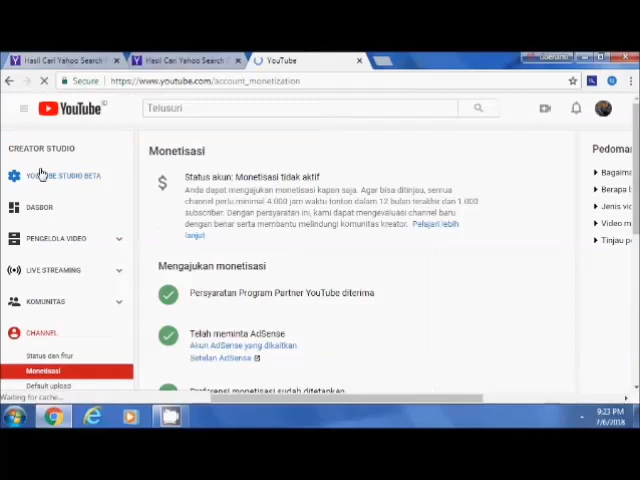 Hasil Cari Yahoo Search
Hasil Cari Yahoo Search
YouTube
Secure
https://www.youtube.com/account_monetization
YouTube ID
Telusuri
CREATOR STUDIO
YOUTUBE STUDIO BETA
DASBOR
PENGELOLA VIDEO
LIVE STREAMING
KOMUNITAS
CHANNEL
Status dan fitur
Monetisasi
Default upload
Waiting for cache...
Monetisasi
Status akun: Monetisasi tidak aktif
Anda dapat mengajukan monetisasi kapan saja. Agar bisa ditinjau, semua
channel perlu minimal 4.000 jam waktu tonton dalam 12 bulan terakhir dan 1.000
subscriber. Dengan persyaratan ini, kami dapat mengevaluasi channel baru
dengan benar serta membantu melindungi komunitas kreator. Pelajari lebih
lanjut
Mengajukan monetisasi
Persyaratan Program Partner YouTube diterima
Telah meminta AdSense
Akun AdSense yang dikaitkan
Setelan AdSense
Preferensi monetisasi sudah ditetapkan
Pedoman
Bagaima
Berapa b
Jenis vid
Video m
Tinjau p
9:23 PM
7/6/2018